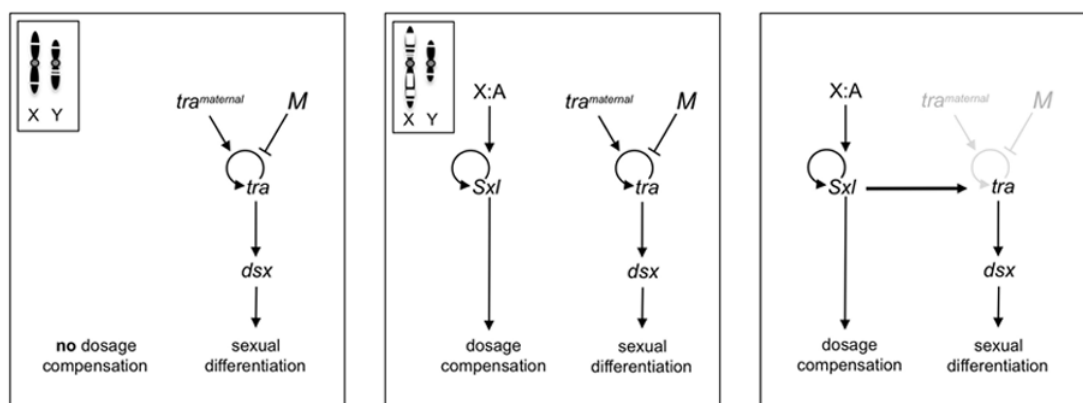 X Y
tra^maternal M
tra
dsx
no dosage
compensation
sexual
differentiation
X Y
X:A
tra^maternal M
Sxl
tra
dsx
dosage
compensation
sexual
differentiation
X:A
tra^maternal M
Sxl
tra
dsx
dosage
compensation
sexual
differentiation